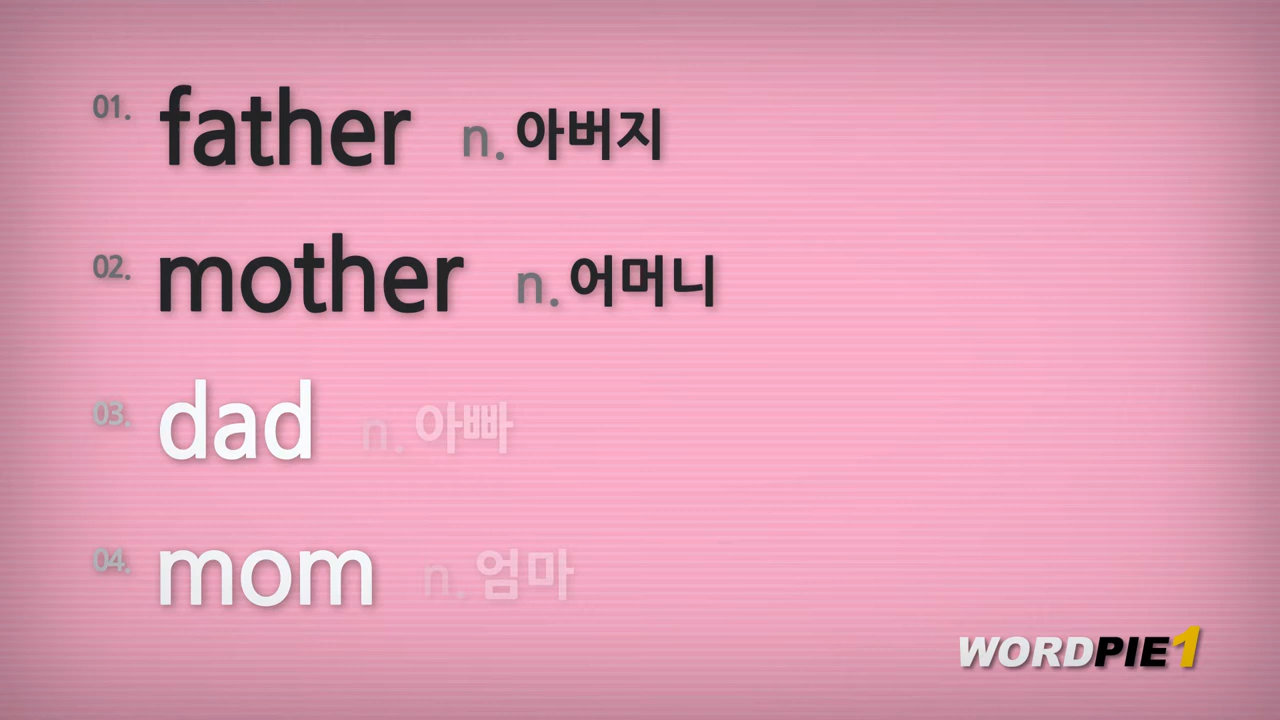 01. father n. 아버지
02. mother n. 어머니
03. dad n. 아빠
04. mom n. 엄마
WORDPIE1